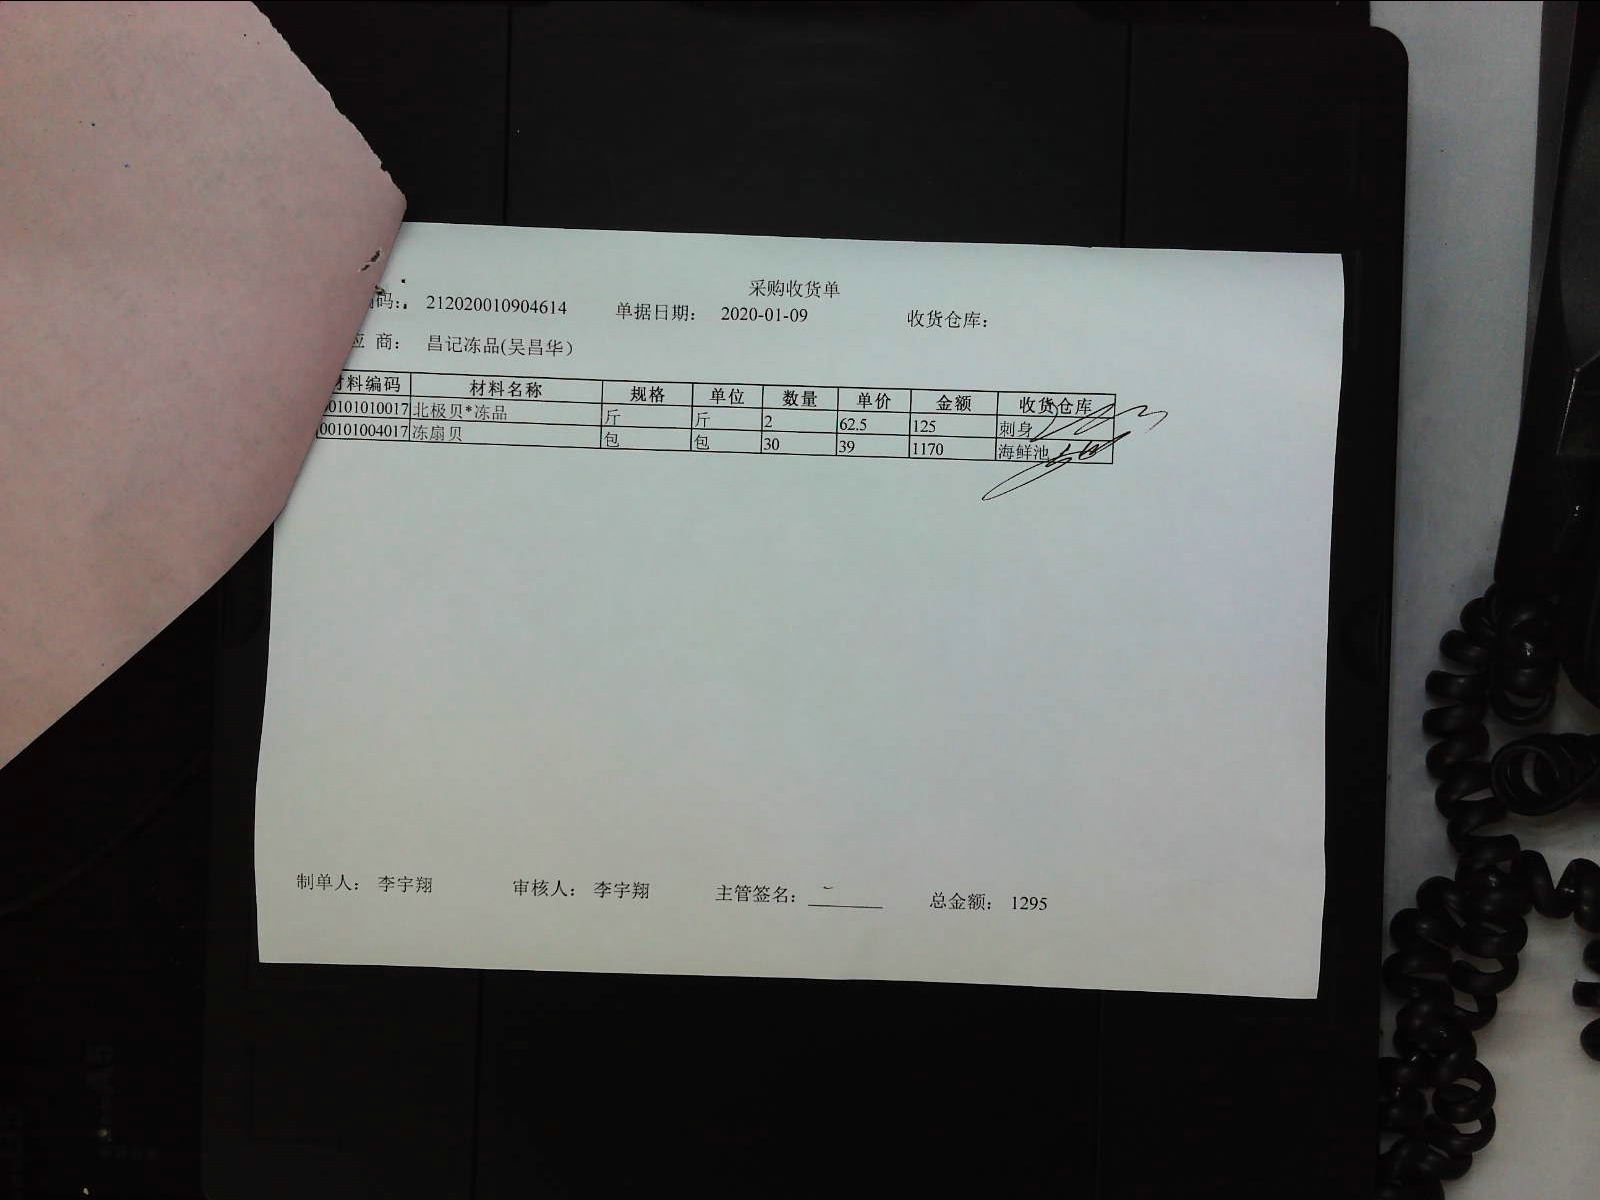 采购收货单
码: 212020010904614 单据日期: 2020-01-09 收货仓库:
应 商: 昌记冻品(吴昌华)
材料编码 材料名称 规格 单位 数量 单价 金额 收货仓库
00101010017 北极贝*冻品 斤 斤 2 62.5 125 刺身
00101004017 冻扇贝 包 包 30 39 1170 海鲜池
制单人: 李宇翔 审核人: 李宇翔 主管签名: 总金额: 1295